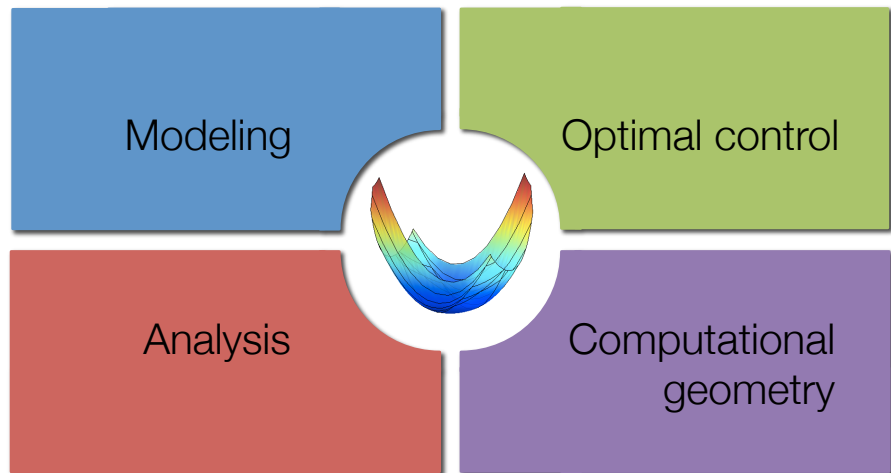 Modeling
Optimal control
Analysis
Computational
geometry